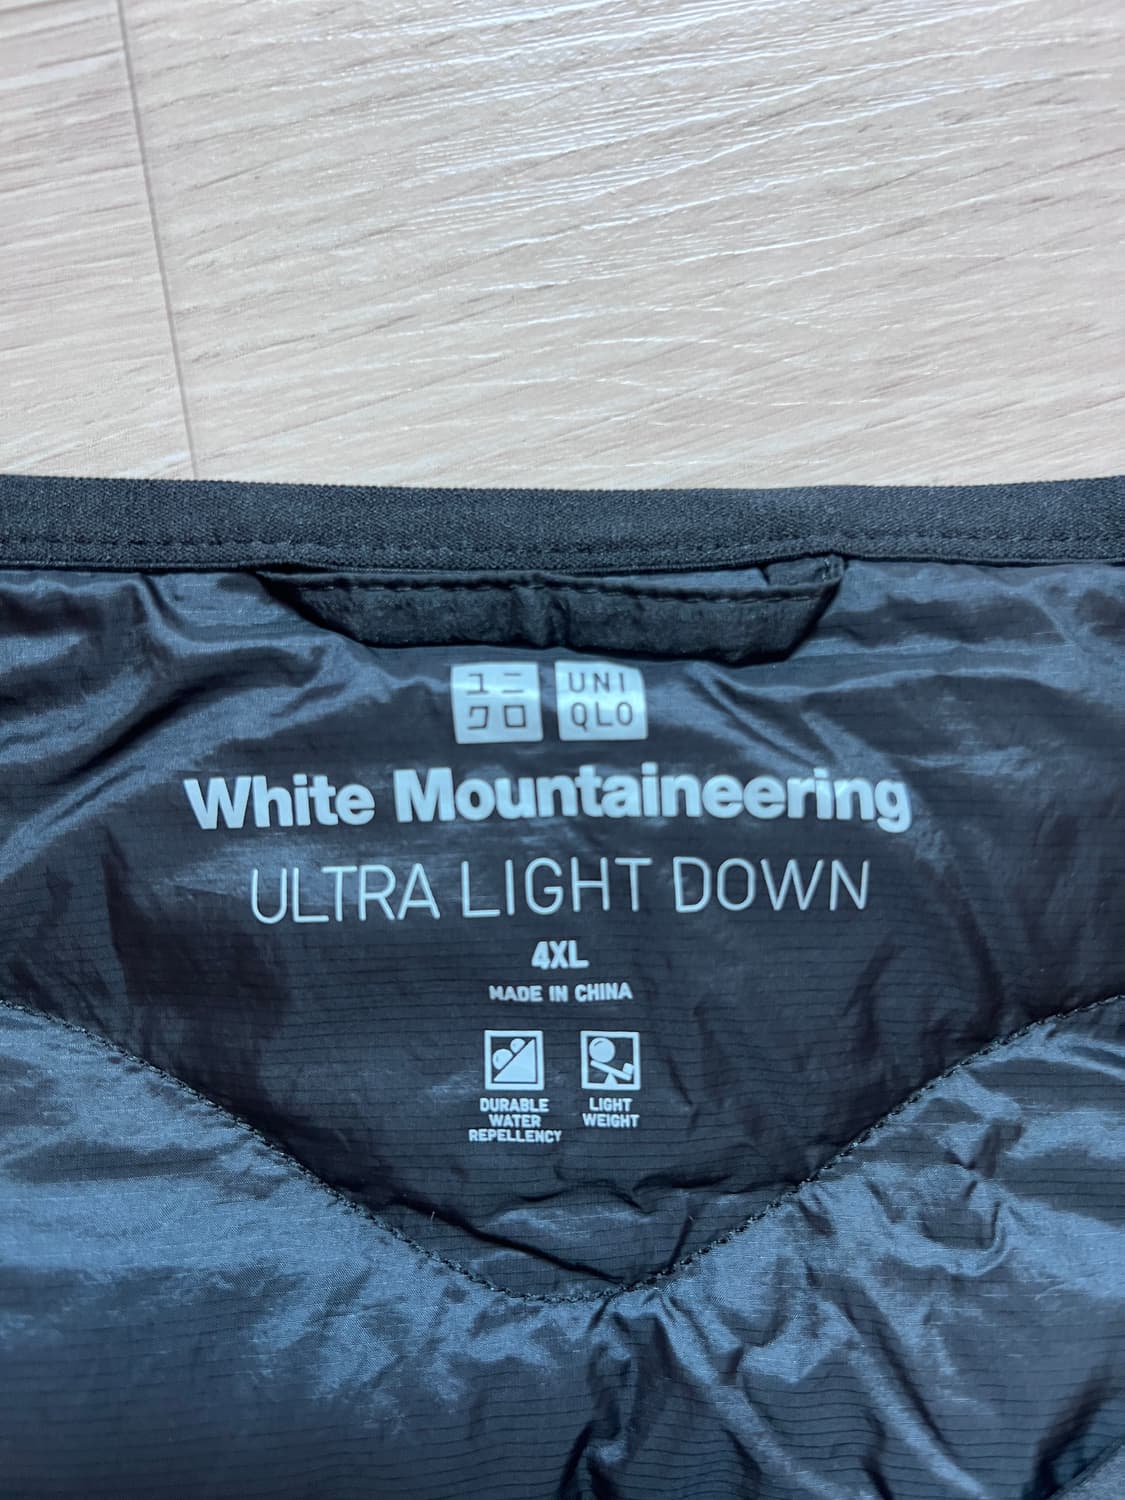 ユニ UNI
クロ QLO
White Mountaineering
ULTRA LIGHT DOWN
4XL
MADE IN CHINA
DURABLE
WATER
REPELLENCY
LIGHT
WEIGHT